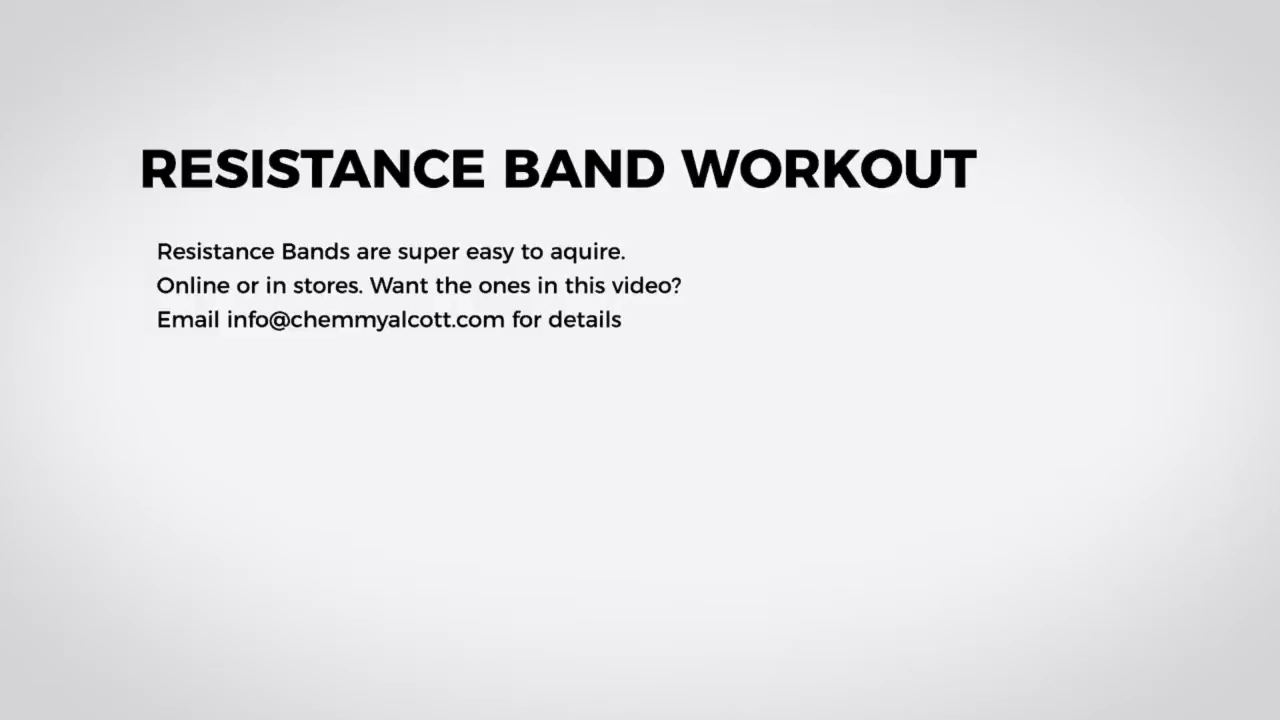 RESISTANCE BAND WORKOUT
Resistance Bands are super easy to aquire.
Online or in stores. Want the ones in this video?
Email info@chemmyalcott.com for details